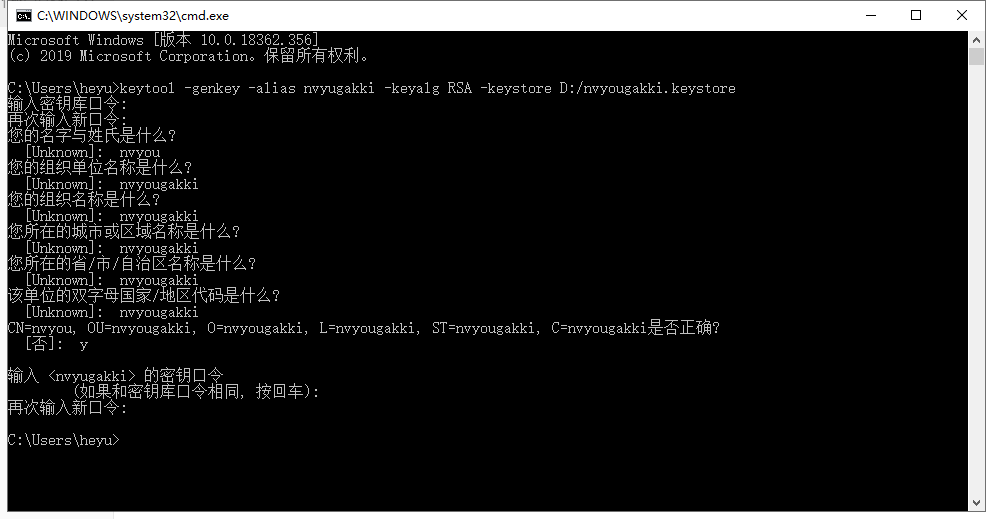 C:\WINDOWS\system32\cmd.exe
Microsoft Windows [版本 10.0.18362.356]
(c) 2019 Microsoft Corporation。保留所有权利。
C:\Users\heyu>keytool -genkey -alias nvyugakki -keyalg RSA -keystore D:/nvyougakki.keystore
输入密钥库口令:
再次输入新口令:
您的名字与姓氏是什么?
[Unknown]:  nvyou
您的组织单位名称是什么?
[Unknown]:  nvyougakki
您的组织名称是什么?
[Unknown]:  nvyougakki
您所在的城市或区域名称是什么?
[Unknown]:  nvyougakki
您所在的省/市/自治区名称是什么?
[Unknown]:  nvyougakki
该单位的双字母国家/地区代码是什么?
[Unknown]:  nvyougakki
CN=nvyou, OU=nvyougakki, O=nvyougakki, L=nvyougakki, ST=nvyougakki, C=nvyougakki是否正确?
[否]:  y
输入 <nvyugakki> 的密钥口令
(如果和密钥库口令相同, 按回车):
再次输入新口令:
C:\Users\heyu>